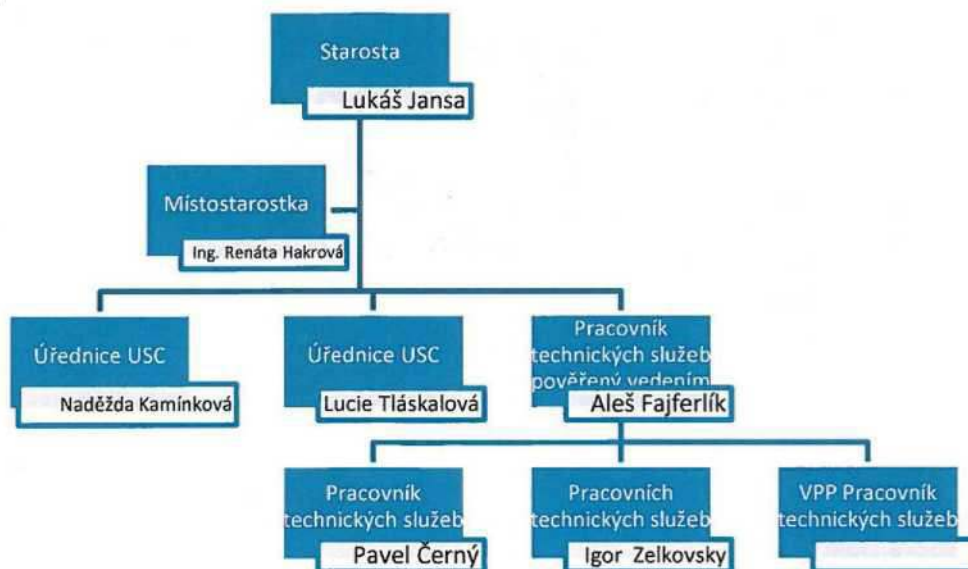 Starosta
Lukáš Jansa
Místostarostka
Ing. Renáta Hakrová
Úřednice USC
Naděžda Kamínková
Úřednice USC
Lucie Tláskalová
Pracovník
technických služeb
pověřený vedením
Aleš Fajferlík
Pracovník
technických služeb
Pavel Černý
Pracovních
technických služeb
Igor Zelkovsky
VPP Pracovník
technických služeb